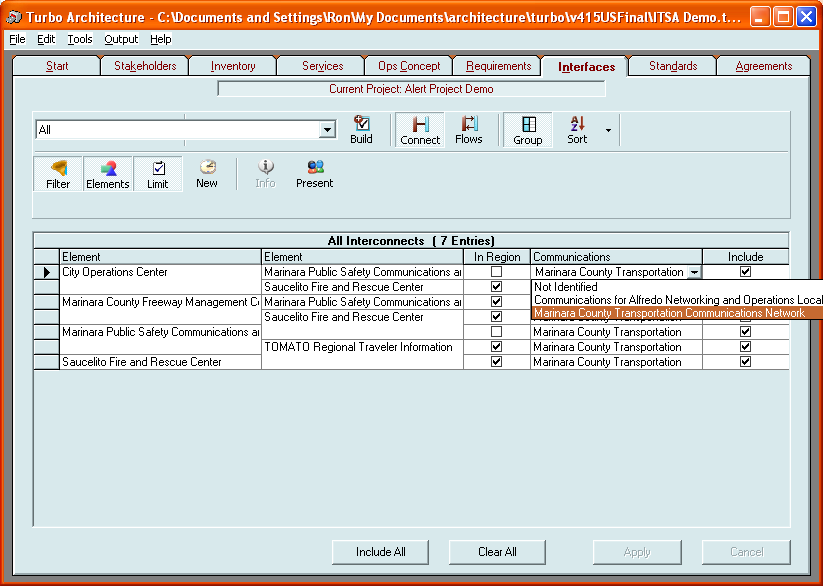 Turbo Architecture - C:\Documents and Settings\Ron\My Documents\architecture\turbo\v415USFinal\ITSA Demo.t...
File Edit Tools Output Help
Start Stakeholders Inventory Services Ops Concept Requirements Interfaces Standards Agreements
Current Project: Alert Project Demo
All Build Connect Flows Group Sort
Filter Elements Limit New Info Present
All Interconnects ( 7 Entries)
Element Element In Region Communications Include
City Operations Center Marinara Public Safety Communications a Marinara County Transportation
Saucelito Fire and Rescue Center Not Identified
Marinara County Freeway Management C Marinara Public Safety Communications a Communications for Alfredo Networking and Operations Local
Saucelito Fire and Rescue Center Marinara County Transportation Communications Network
Marinara Public Safety Communications a Marinara County Transportation
TOMATO Regional Traveler Information Marinara County Transportation
Saucelito Fire and Rescue Center Marinara County Transportation
Include All Clear All Apply Cancel